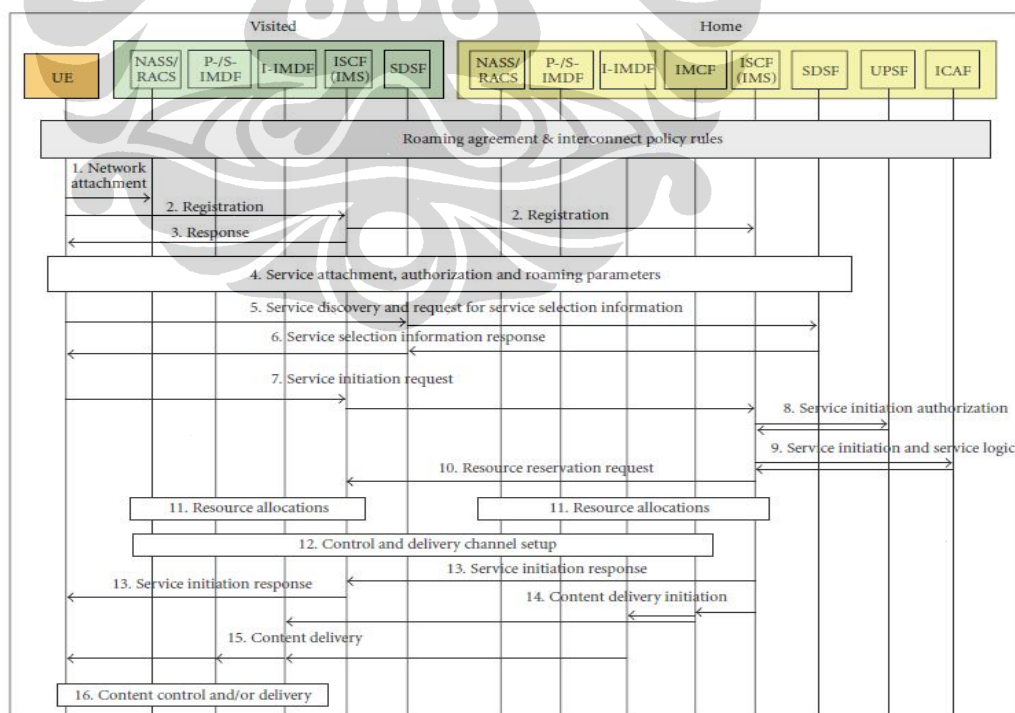 Visited
Home
UE
NASS/
RACS
P-/S-
IMDF
I-IMDF
ISCF
(IMS)
SDSF
NASS/
RACS
P-/S-
IMDF
I-IMDF
IMCF
ISCF
(IMS)
SDSF
UPSF
ICAF
Roaming agreement & interconnect policy rules
1. Network
attachment
2. Registration
2. Registration
3. Response
4. Service attachment, authorization and roaming parameters
5. Service discovery and request for service selection information
6. Service selection information response
7. Service initiation request
8. Service initiation authorization
9. Service initiation and service logic
10. Resource reservation request
11. Resource allocations
11. Resource allocations
12. Control and delivery channel setup
13. Service initiation response
13. Service initiation response
14. Content delivery initiation
15. Content delivery
16. Content control and/or delivery